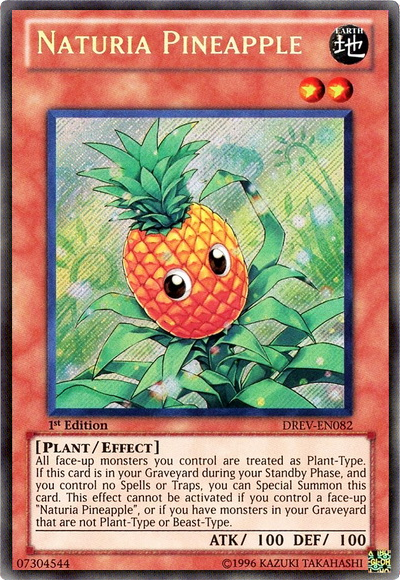 NATURIA PINEAPPLE
EARTH
地
1st Edition
DREV-EN082
[PLANT/EFFECT]
All face-up monsters you control are treated as Plant-Type.
If this card is in your Graveyard during your Standby Phase, and
you control no Spells or Traps, you can Special Summon this
card. This effect cannot be activated if you control a face-up
"Naturia Pineapple", or if you have monsters in your Graveyard
that are not Plant-Type or Beast-Type.
ATK/ 100 DEF/ 100
07304544
©1996 KAZUKI TAKAHASHI